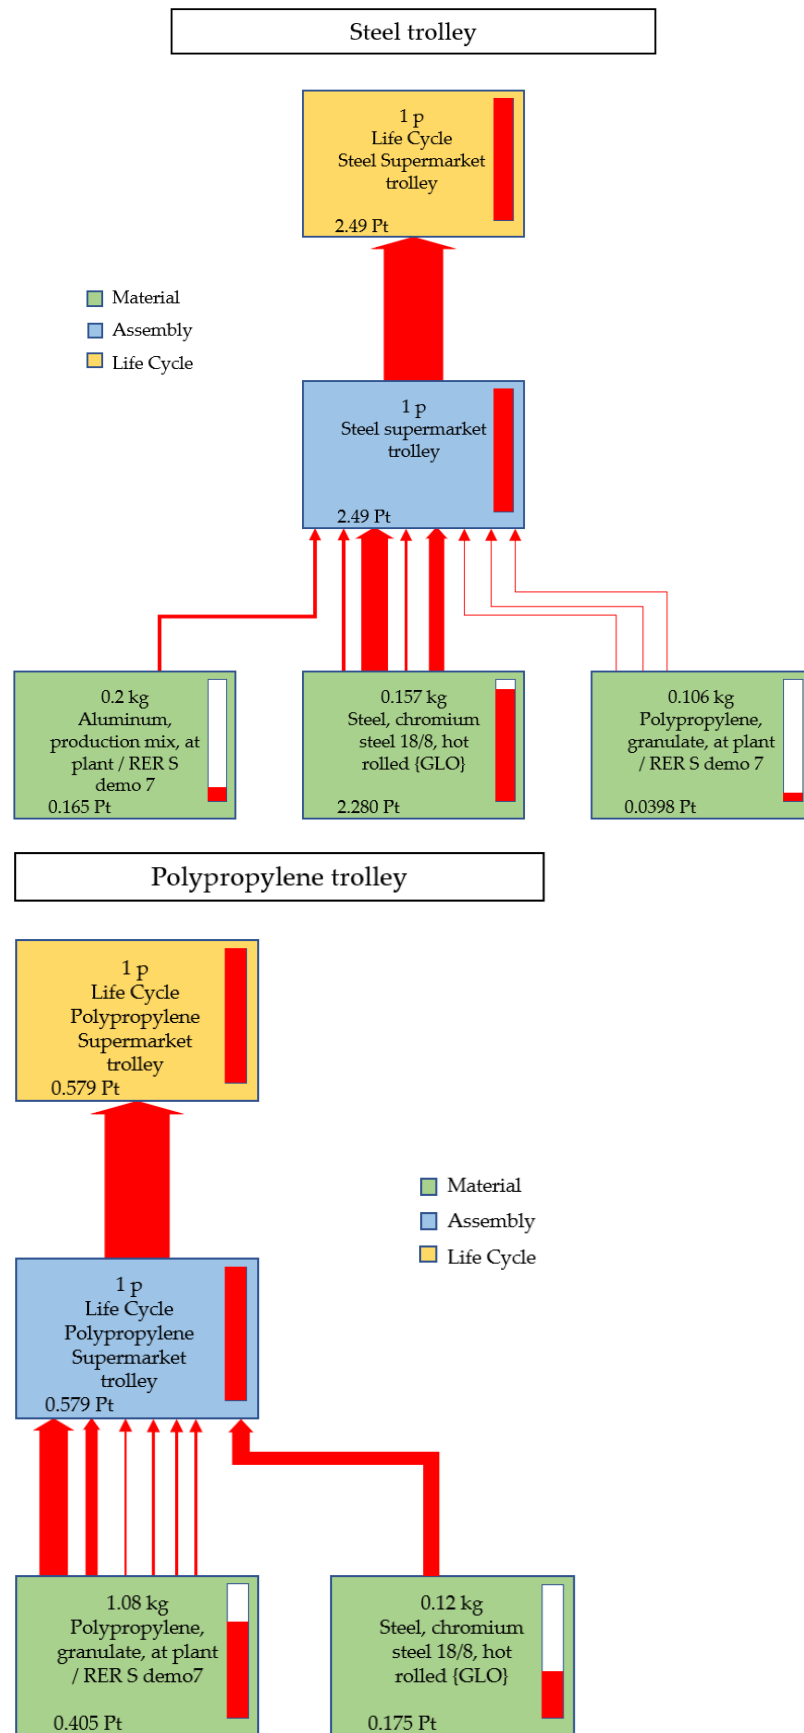 Steel trolley
1 p
Life Cycle
Steel Supermarket
trolley
2.49 Pt
Material
Assembly
Life Cycle
1 p
Steel supermarket
trolley
2.49 Pt
0.2 kg
Aluminum,
production mix, at
plant / RER S
demo 7
0.165 Pt
0.157 kg
Steel, chromium
steel 18/8, hot
rolled {GLO}
2.280 Pt
0.106 kg
Polypropylene,
granulate, at plant
/ RER S demo 7
0.0398 Pt
Polypropylene trolley
1 p
Life Cycle
Polypropylene
Supermarket
trolley
0.579 Pt
Material
Assembly
Life Cycle
1 p
Life Cycle
Polypropylene
Supermarket
trolley
0.579 Pt
1.08 kg
Polypropylene,
granulate, at plant
/ RER S demo7
0.405 Pt
0.12 kg
Steel, chromium
steel 18/8, hot
rolled {GLO}
0.175 Pt